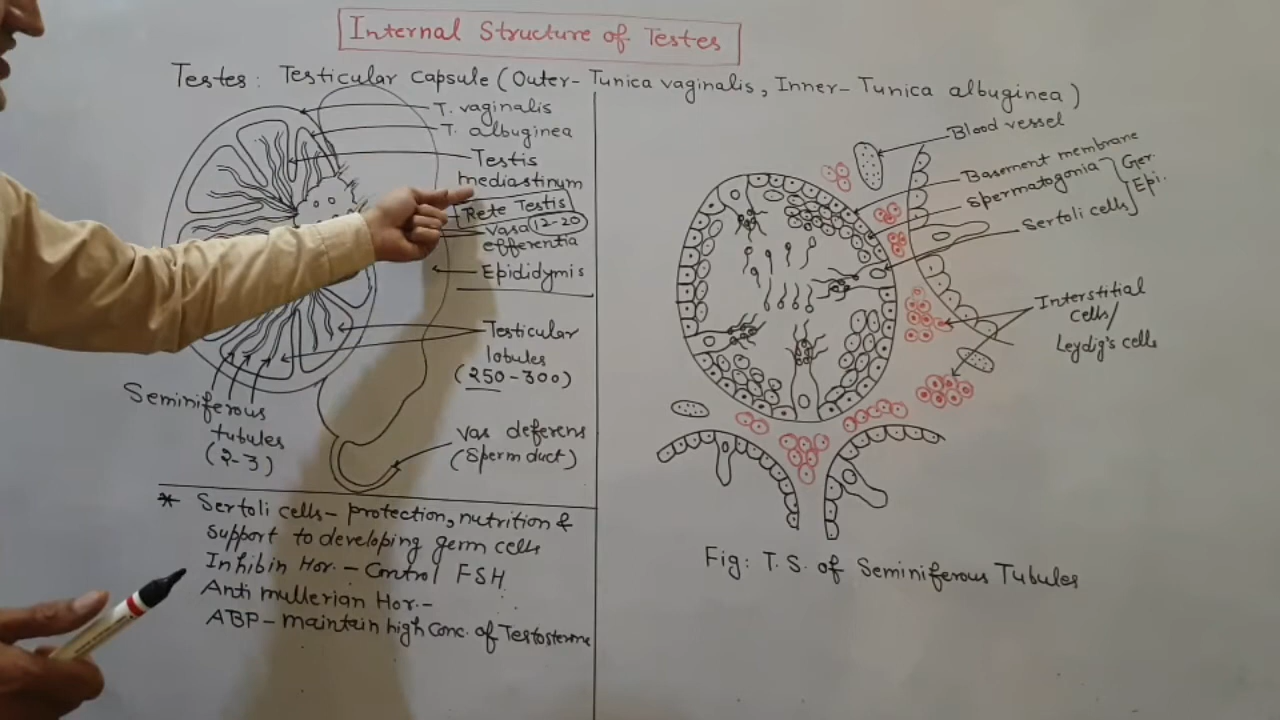 Internal Structure of Testes
Testes: Testicular capsule (Outer- Tunica vaginalis, Inner- Tunica albuginea)
T. vaginalis
T. albuginea
Testis
mediastinum
Rete Testis
Vasa 12-20
efferentia
Epididymis
Testicular
lobules
(250-300)
Seminiferous
tubules
(2-3)
vas deferens
(Sperm duct)
* Sertoli cells- protection, nutrition &
support to developing germ cells
Inhibin Hor. - Control FSH
Anti mullerian Hor.-
ABP- maintain high Conc. of Testosterone
Blood vessel
Basement membrane
spermatogonia
Ger.
Epi.
Sertoli cells
Interstitial
cells/
Leydig's cells
Fig: T. S. of Seminiferous Tubules